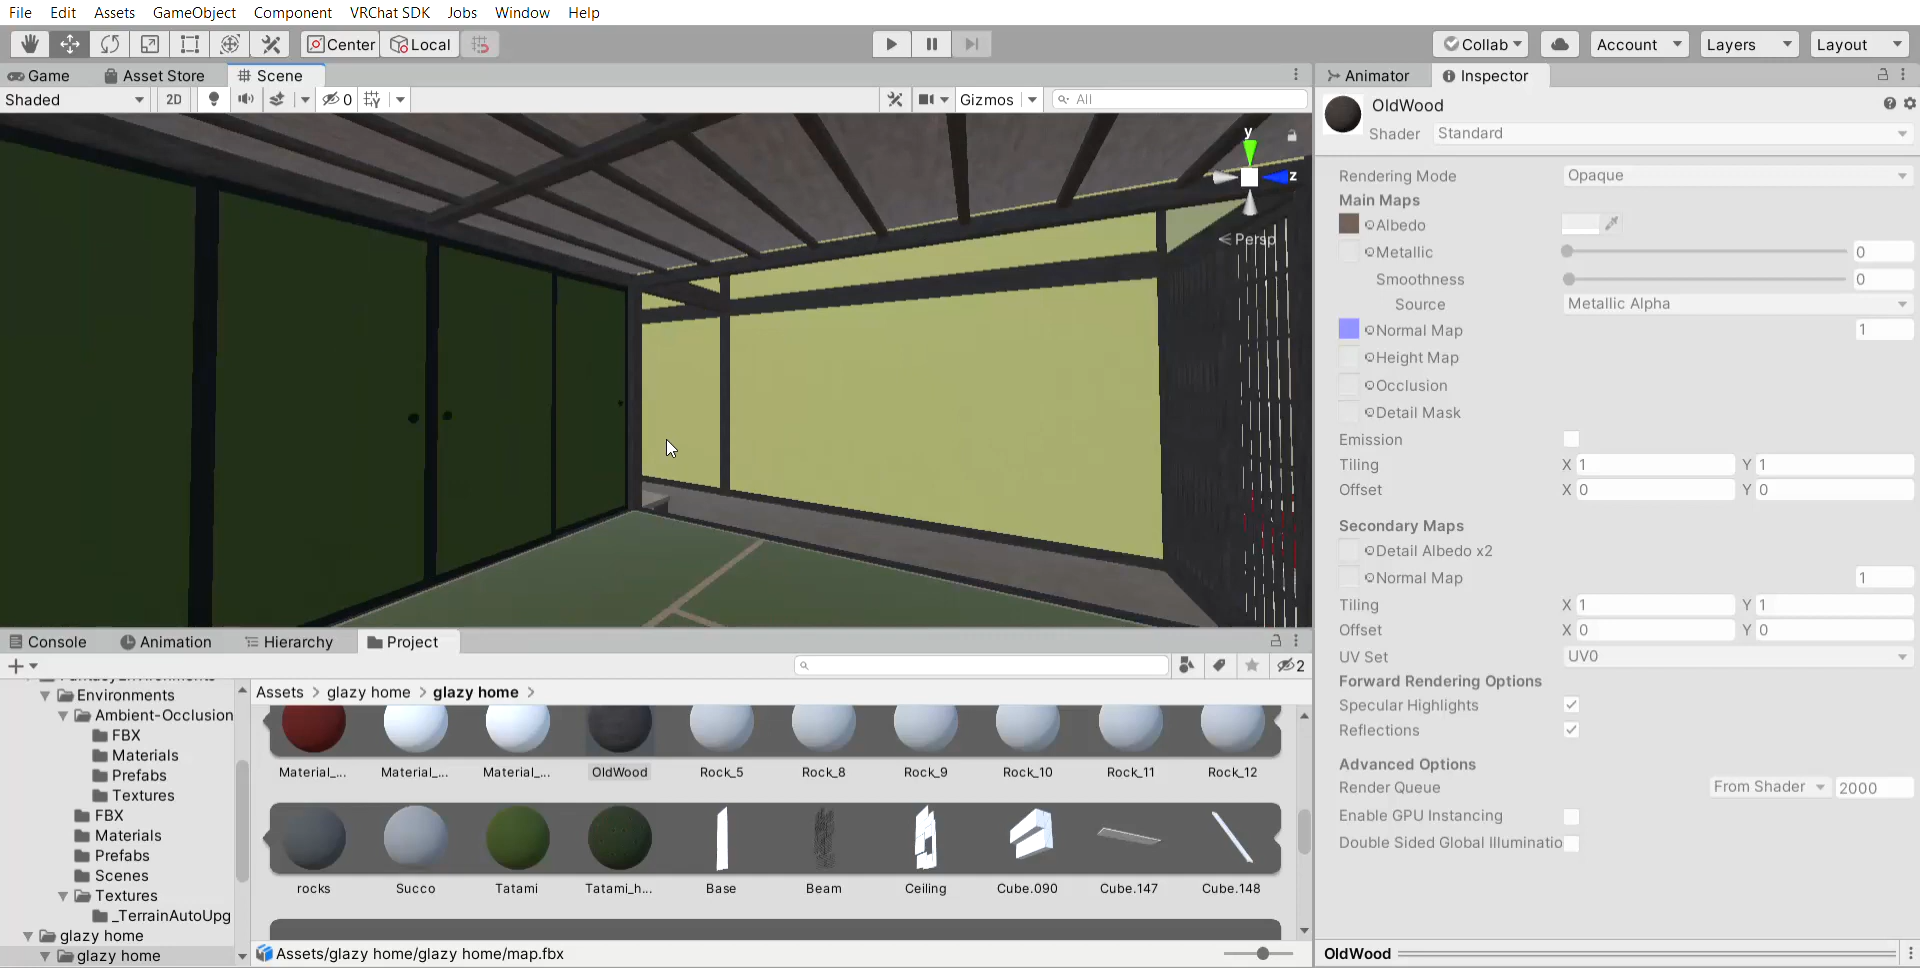 File Edit Assets GameObject Component VRChat SDK Jobs Window Help
Center Local Collab Account Layers Layout
Game Asset Store Scene
Shaded 2D 0 Gizmos All
y
z
Persp
Console Animation Hierarchy Project
2
Environments
Ambient-Occlusion
FBX
Materials
Prefabs
Textures
FBX
Materials
Prefabs
Scenes
Textures
_TerrainAutoUpg
glazy home
glazy home
Assets > glazy home > glazy home >
Material_... Material_... Material_... OldWood Rock_5 Rock_8 Rock_9 Rock_10 Rock_11 Rock_12
rocks Succo Tatami Tatami_h... Base Beam Ceiling Cube.090 Cube.147 Cube.148
Assets/glazy home/glazy home/map.fbx
Animator Inspector
OldWood
Shader Standard
Rendering Mode Opaque
Main Maps
Albedo
Metallic 0
Smoothness 0
Source Metallic Alpha
Normal Map 1
Height Map
Occlusion
Detail Mask
Emission
Tiling X 1 Y 1
Offset X 0 Y 0
Secondary Maps
Detail Albedo x2
Normal Map 1
Tiling X 1 Y 1
Offset X 0 Y 0
UV Set UV0
Forward Rendering Options
Specular Highlights
Reflections
Advanced Options
Render Queue From Shader 2000
Enable GPU Instancing
Double Sided Global Illuminatio
OldWood